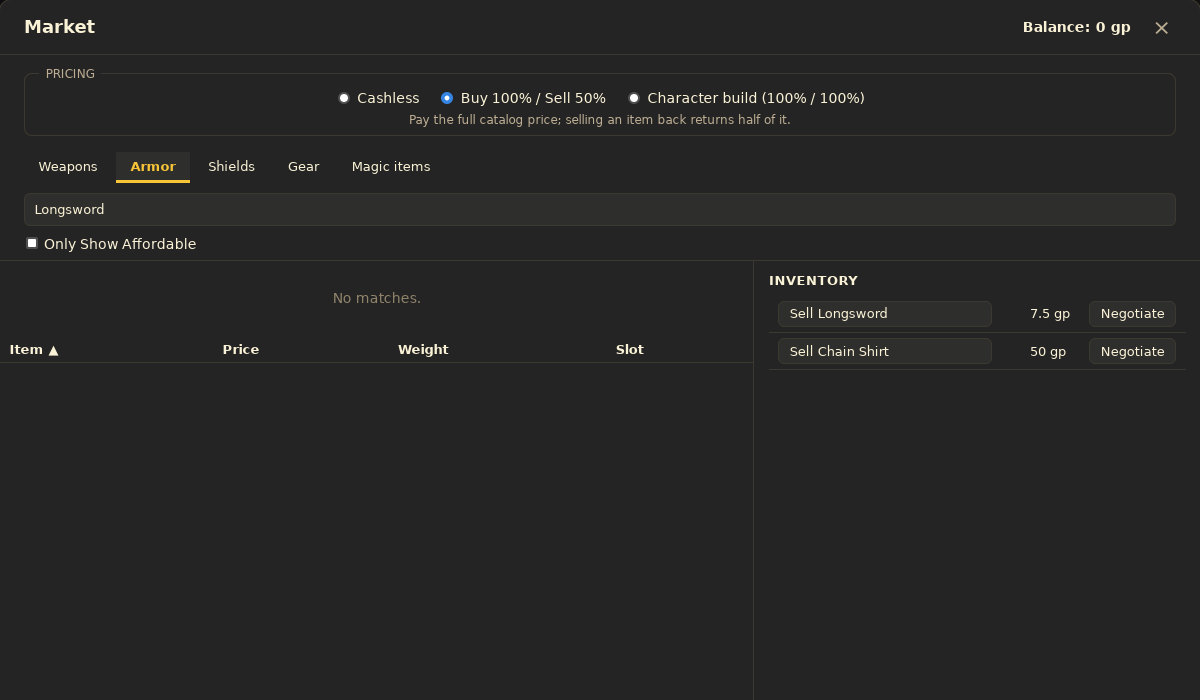 Market
Balance: 0 gp ×
PRICING
Cashless Buy 100% / Sell 50% Character build (100% / 100%)
Pay the full catalog price; selling an item back returns half of it.
Weapons Armor Shields Gear Magic items
Longsword
Only Show Affordable
No matches.
Item ▲ Price Weight Slot
INVENTORY
Sell Longsword 7.5 gp Negotiate
Sell Chain Shirt 50 gp Negotiate